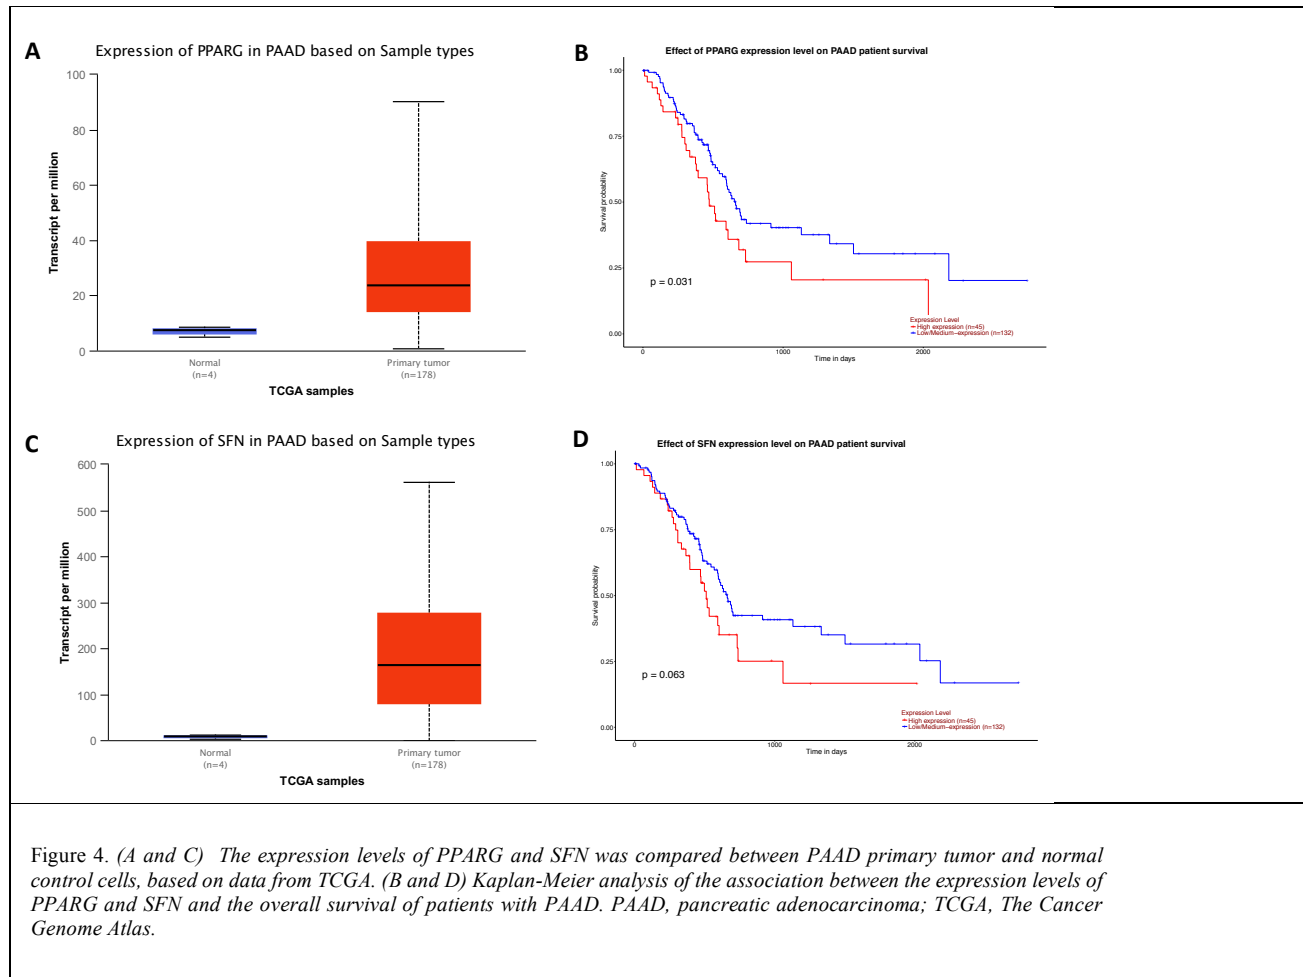 A
Expression of PPARG in PAAD based on Sample types
100
80
60
40
20
0
Transcript per million
Normal
(n=4)
Primary tumor
(n=178)
TCGA samples
B
Effect of PPARG expression level on PAAD patient survival
1.00
0.75
0.50
0.25
0.00
Survival probability
p = 0.031
Expression Level
High expression (n=45)
Low/Medium-expression (n=132)
0
1000
2000
Time in days
C
Expression of SFN in PAAD based on Sample types
600
500
400
300
200
100
0
Transcript per million
Normal
(n=4)
Primary tumor
(n=178)
TCGA samples
D
Effect of SFN expression level on PAAD patient survival
1.00
0.75
0.50
0.25
0.00
Survival probability
p = 0.063
Expression Level
High expression (n=45)
Low/Medium-expression (n=132)
0
1000
2000
Time in days
Figure 4. (A and C) The expression levels of PPARG and SFN was compared between PAAD primary tumor and normal
control cells, based on data from TCGA. (B and D) Kaplan-Meier analysis of the association between the expression levels of
PPARG and SFN and the overall survival of patients with PAAD. PAAD, pancreatic adenocarcinoma; TCGA, The Cancer
Genome Atlas.